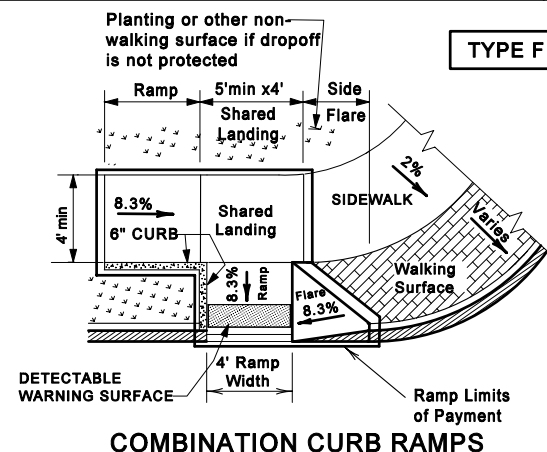 Planting or other non-
walking surface if dropoff
is not protected
TYPE F
Ramp
5'min x4'
Shared
Landing
Side
Flare
2%
SIDEWALK
8.3%
6" CURB
4' min
Shared
Landing
8.3%
Ramp
Flare
8.3%
Walking
Surface
Varies
4' Ramp
Width
DETECTABLE
WARNING SURFACE
Ramp Limits
of Payment
COMBINATION CURB RAMPS